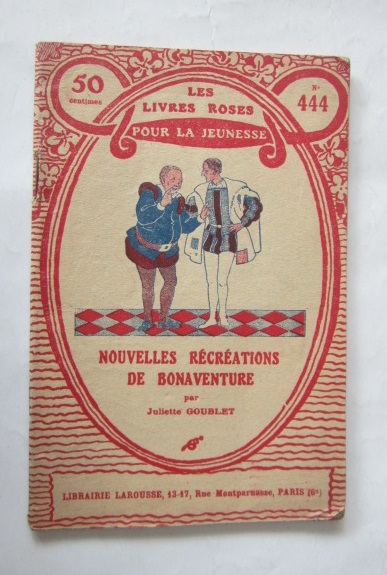 50
centimes
LES
LIVRES ROSES
POUR LA JEUNESSE
N°
444
NOUVELLES RÉCRÉATIONS
DE BONAVENTURE
par
Juliette GOUBLET
LIBRAIRIE LAROUSSE, 13-17, Rue Montparnasse, PARIS (6e)